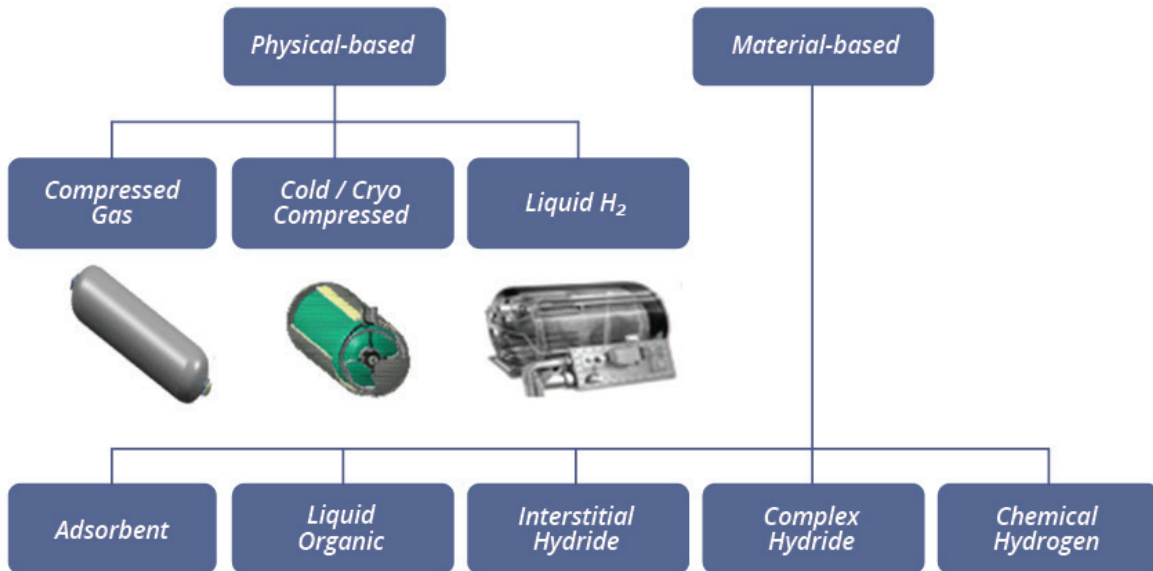 Physical-based
Material-based
Compressed
Gas
Cold / Cryo
Compressed
Liquid H₂
Adsorbent
Liquid
Organic
Interstitial
Hydride
Complex
Hydride
Chemical
Hydrogen